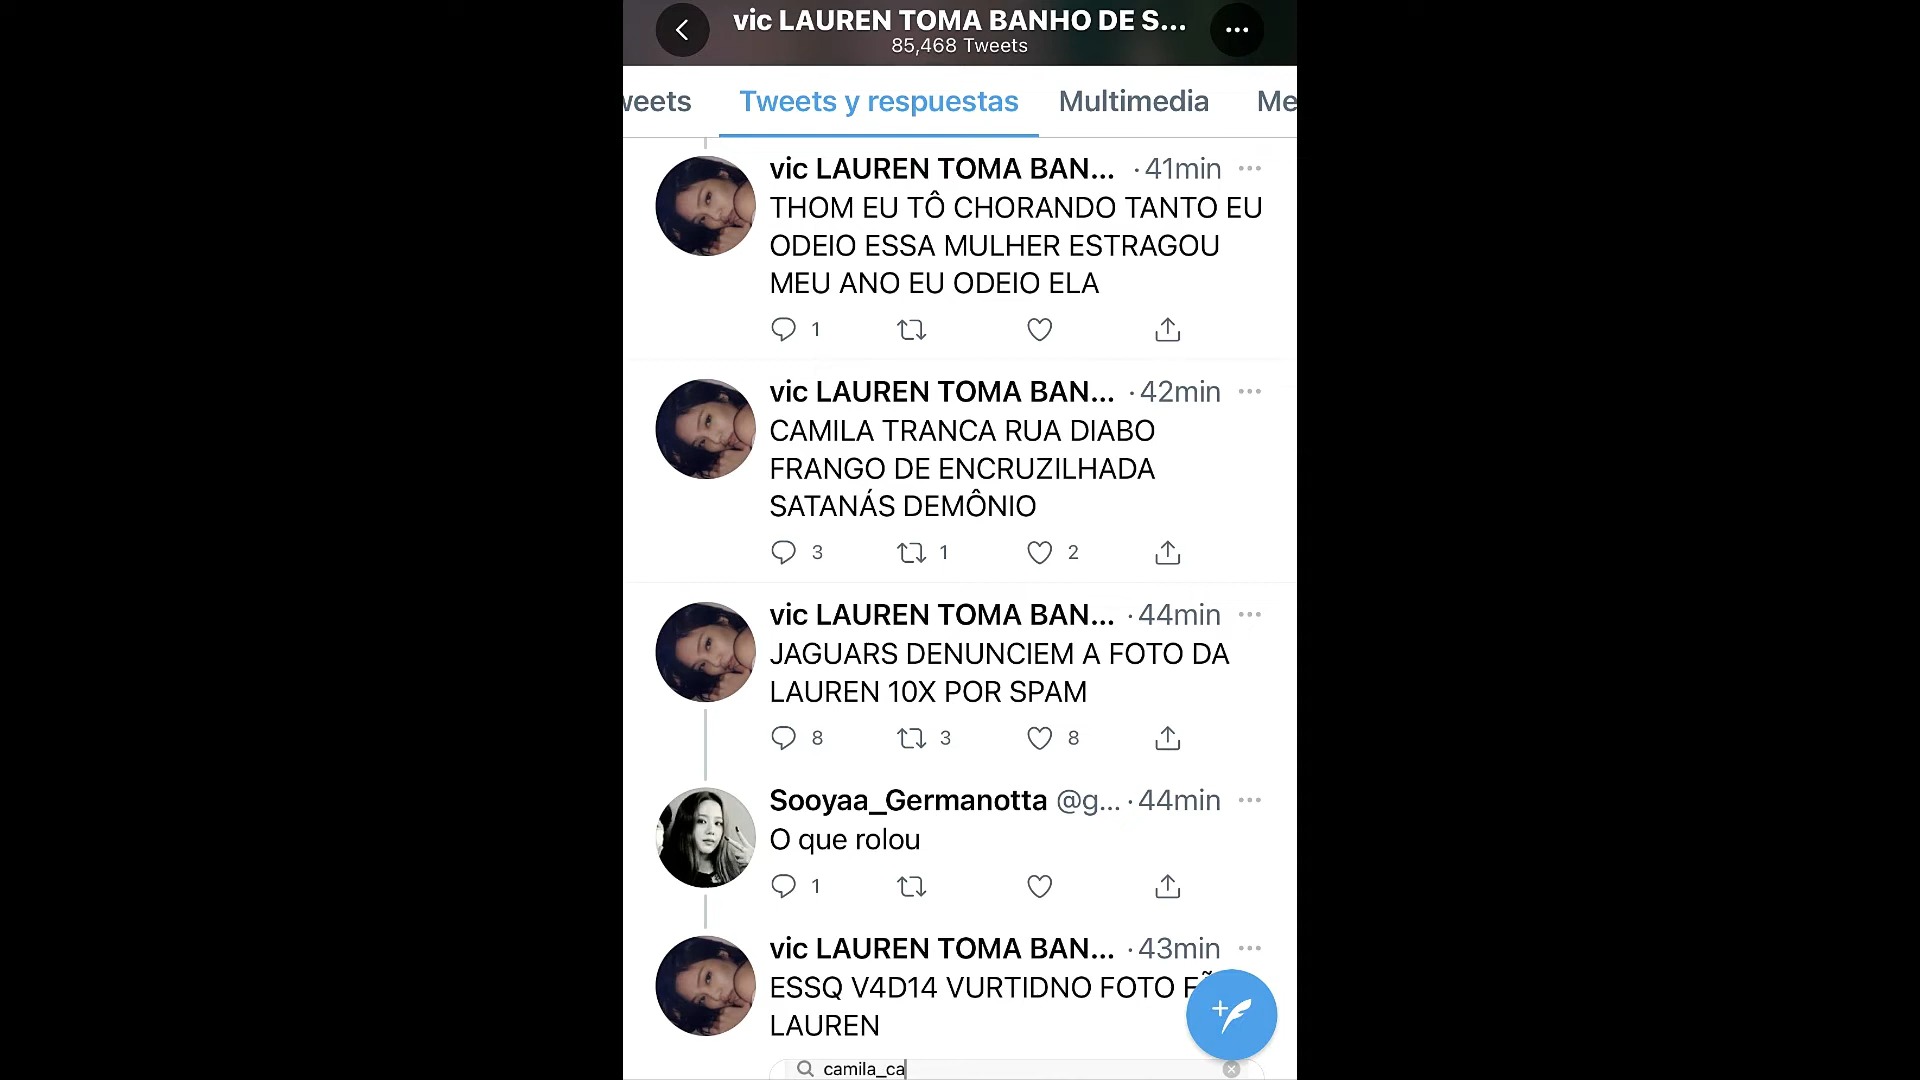 vic LAUREN TOMA BANHO DE S...
85,468 Tweets
weets Tweets y respuestas Multimedia Me
vic LAUREN TOMA BAN... · 41min
THOM EU TÔ CHORANDO TANTO EU
ODEIO ESSA MULHER ESTRAGOU
MEU ANO EU ODEIO ELA
1
vic LAUREN TOMA BAN... · 42min
CAMILA TRANCA RUA DIABO
FRANGO DE ENCRUZILHADA
SATANÁS DEMÔNIO
3 1 2
vic LAUREN TOMA BAN... · 44min
JAGUARS DENUNCIEM A FOTO DA
LAUREN 10X POR SPAM
8 3 8
Sooyaa_Germanotta @g... · 44min
O que rolou
1
vic LAUREN TOMA BAN... · 43min
ESSQ V4D14 VURTIDNO FOTO
LAUREN
camila_ca